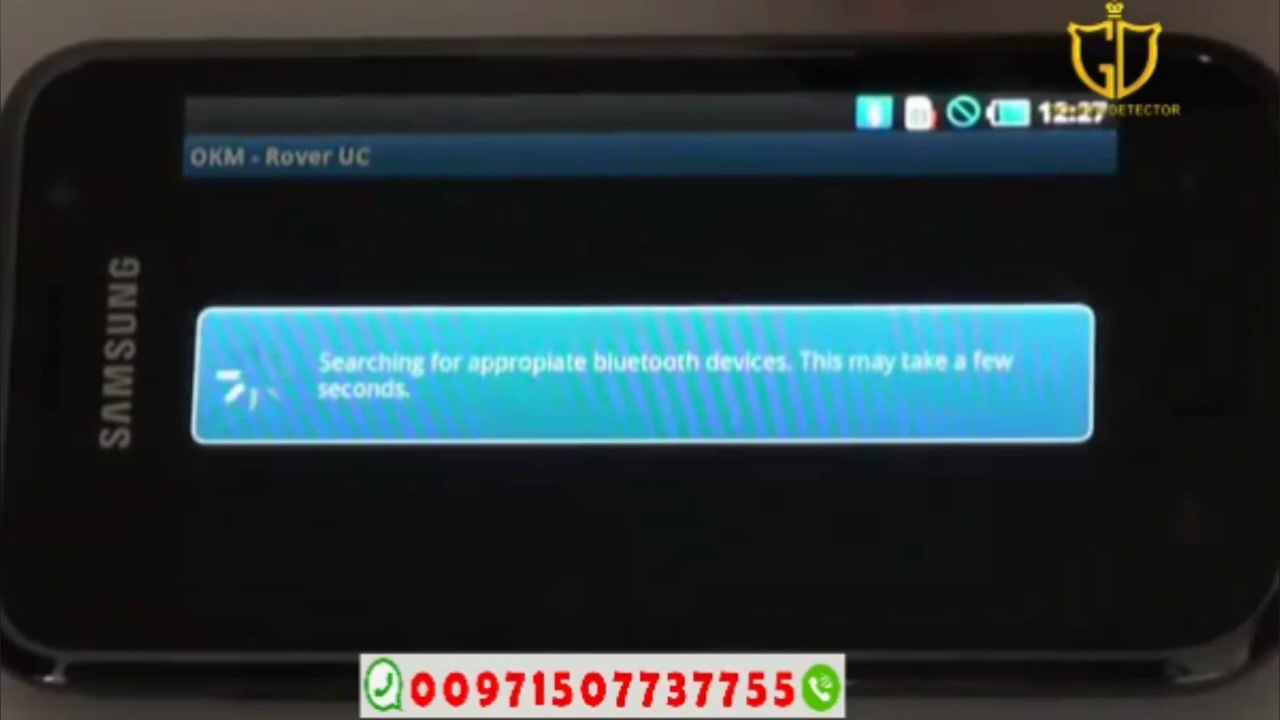 DETECTOR
12:27
OKM - Rover UC
SAMSUNG
Searching for appropiate bluetooth devices. This may take a few
seconds.
00971507737755